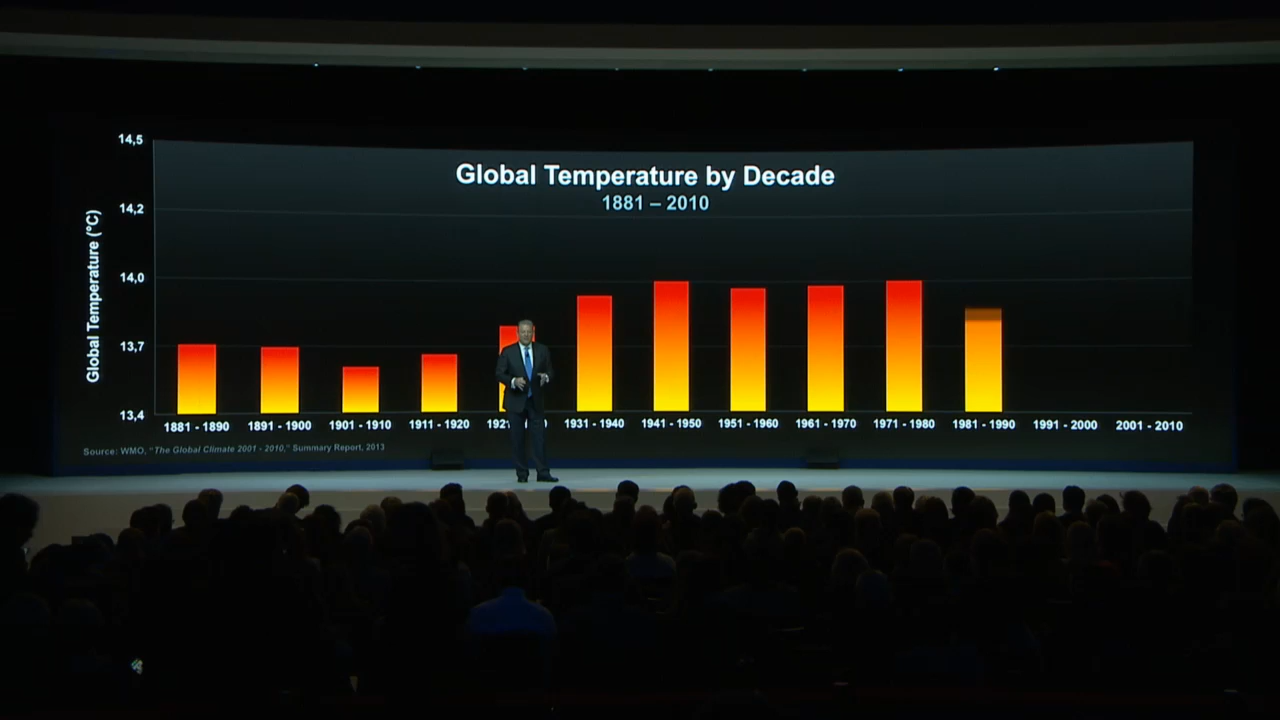 14,5
Global Temperature by Decade
1881 – 2010
14,2
14,0
13,7
13,4
Global Temperature (°C)
1881 - 1890 1891 - 1900 1901 - 1910 1911 - 1920 1931 - 1940 1941 - 1950 1951 - 1960 1961 - 1970 1971 - 1980 1981 - 1990 1991 - 2000 2001 - 2010
Source: WMO, "The Global Climate 2001 - 2010," Summary Report, 2013